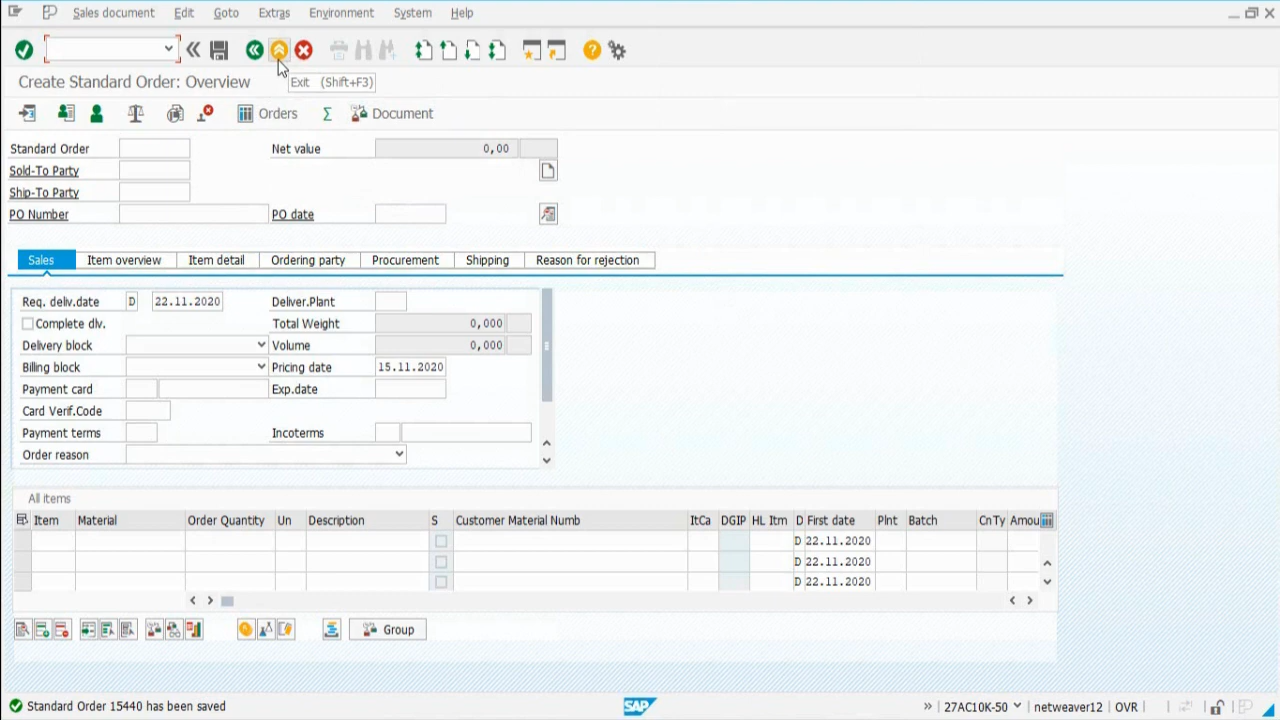 Sales document Edit Goto Extras Environment System Help
Exit (Shift+F3)
Create Standard Order: Overview
Orders Σ Document
Standard Order Net value 0,00
Sold-To Party
Ship-To Party
PO Number PO date
Sales Item overview Item detail Ordering party Procurement Shipping Reason for rejection
Req. deliv.date D 22.11.2020 Deliver.Plant
Complete dlv. Total Weight 0,000
Delivery block Volume 0,000
Billing block Pricing date 15.11.2020
Payment card Exp.date
Card Verif.Code
Payment terms Incoterms
Order reason
All items
Item Material Order Quantity Un Description S Customer Material Numb ItCa DGIP HL Itm D First date Plnt Batch CnTy Amou
D 22.11.2020
D 22.11.2020
D 22.11.2020
Group
Standard Order 15440 has been saved SAP 27AC10K-50 netweaver12 OVR